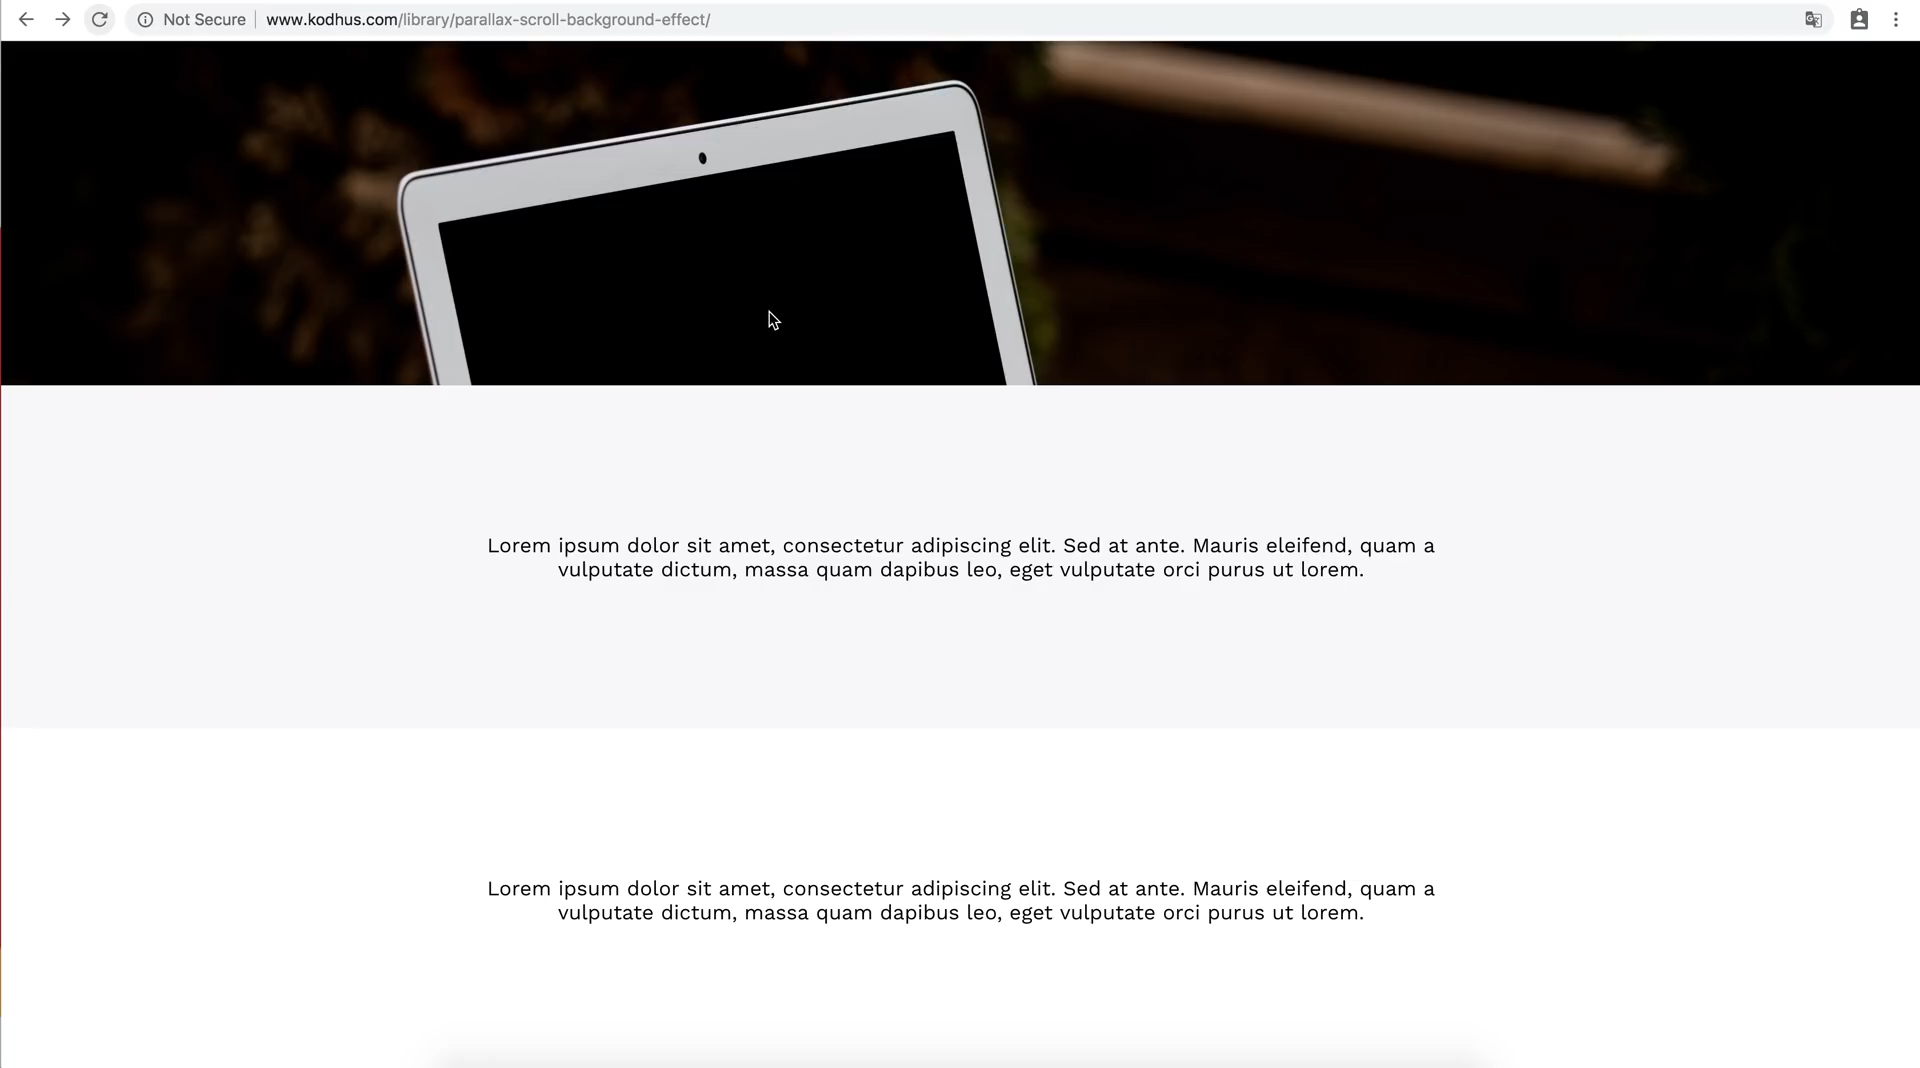 Not Secure www.kodhus.com/library/parallax-scroll-background-effect/
Lorem ipsum dolor sit amet, consectetur adipiscing elit. Sed at ante. Mauris eleifend, quam a
vulputate dictum, massa quam dapibus leo, eget vulputate orci purus ut lorem.
Lorem ipsum dolor sit amet, consectetur adipiscing elit. Sed at ante. Mauris eleifend, quam a
vulputate dictum, massa quam dapibus leo, eget vulputate orci purus ut lorem.